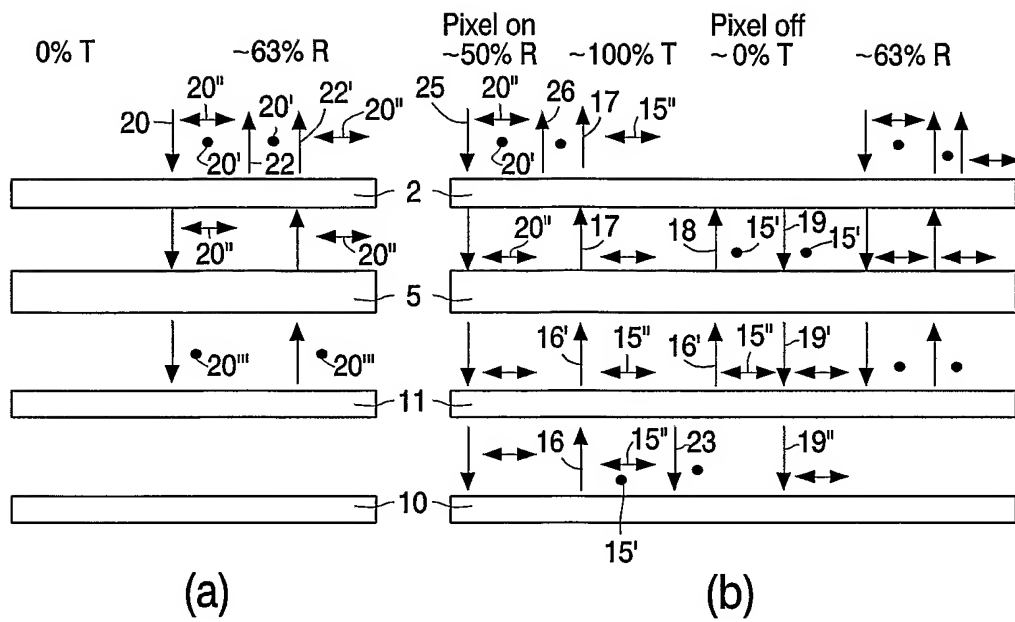 Pixel on Pixel off
0% T ~63% R ~50% R ~100% T ~0% T ~63% R
20" 20' 22' 25 20" 26 17 15"
20 20"
20' 22 20'
2
20" 20" 20" 17 18 15' 19 15'
5
20''' 20''' 16' 15" 16' 15" 19'
11
16 15" 23 19"
10
15'
(a) (b)